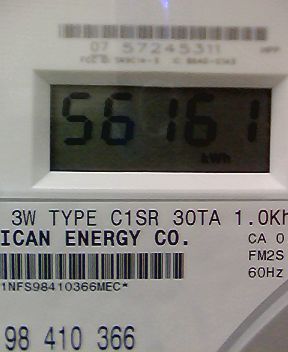 07 57245311
56161
kWh
3W TYPE C1SR 30TA 1.0Kh
ICAN ENERGY CO.
CA 0
FM2S
60Hz
1NFS98410366MEC*
98 410 366